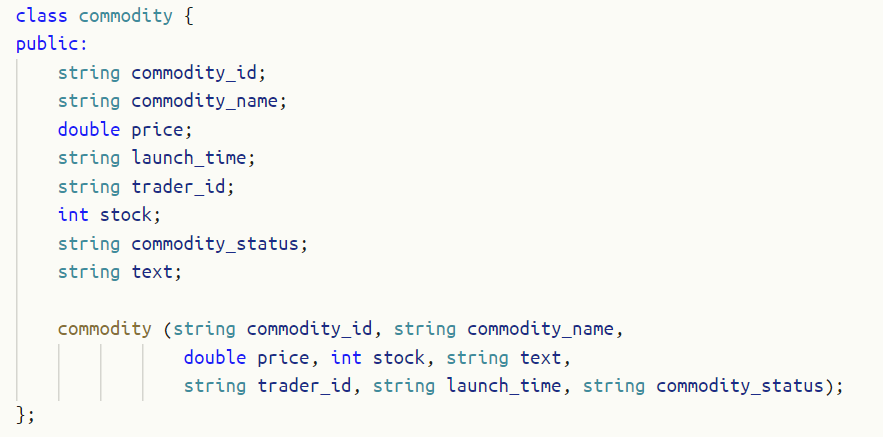 class commodity {
public:
    string commodity_id;
    string commodity_name;
    double price;
    string launch_time;
    string trader_id;
    int stock;
    string commodity_status;
    string text;

    commodity (string commodity_id, string commodity_name,
                double price, int stock, string text,
                string trader_id, string launch_time, string commodity_status);
};